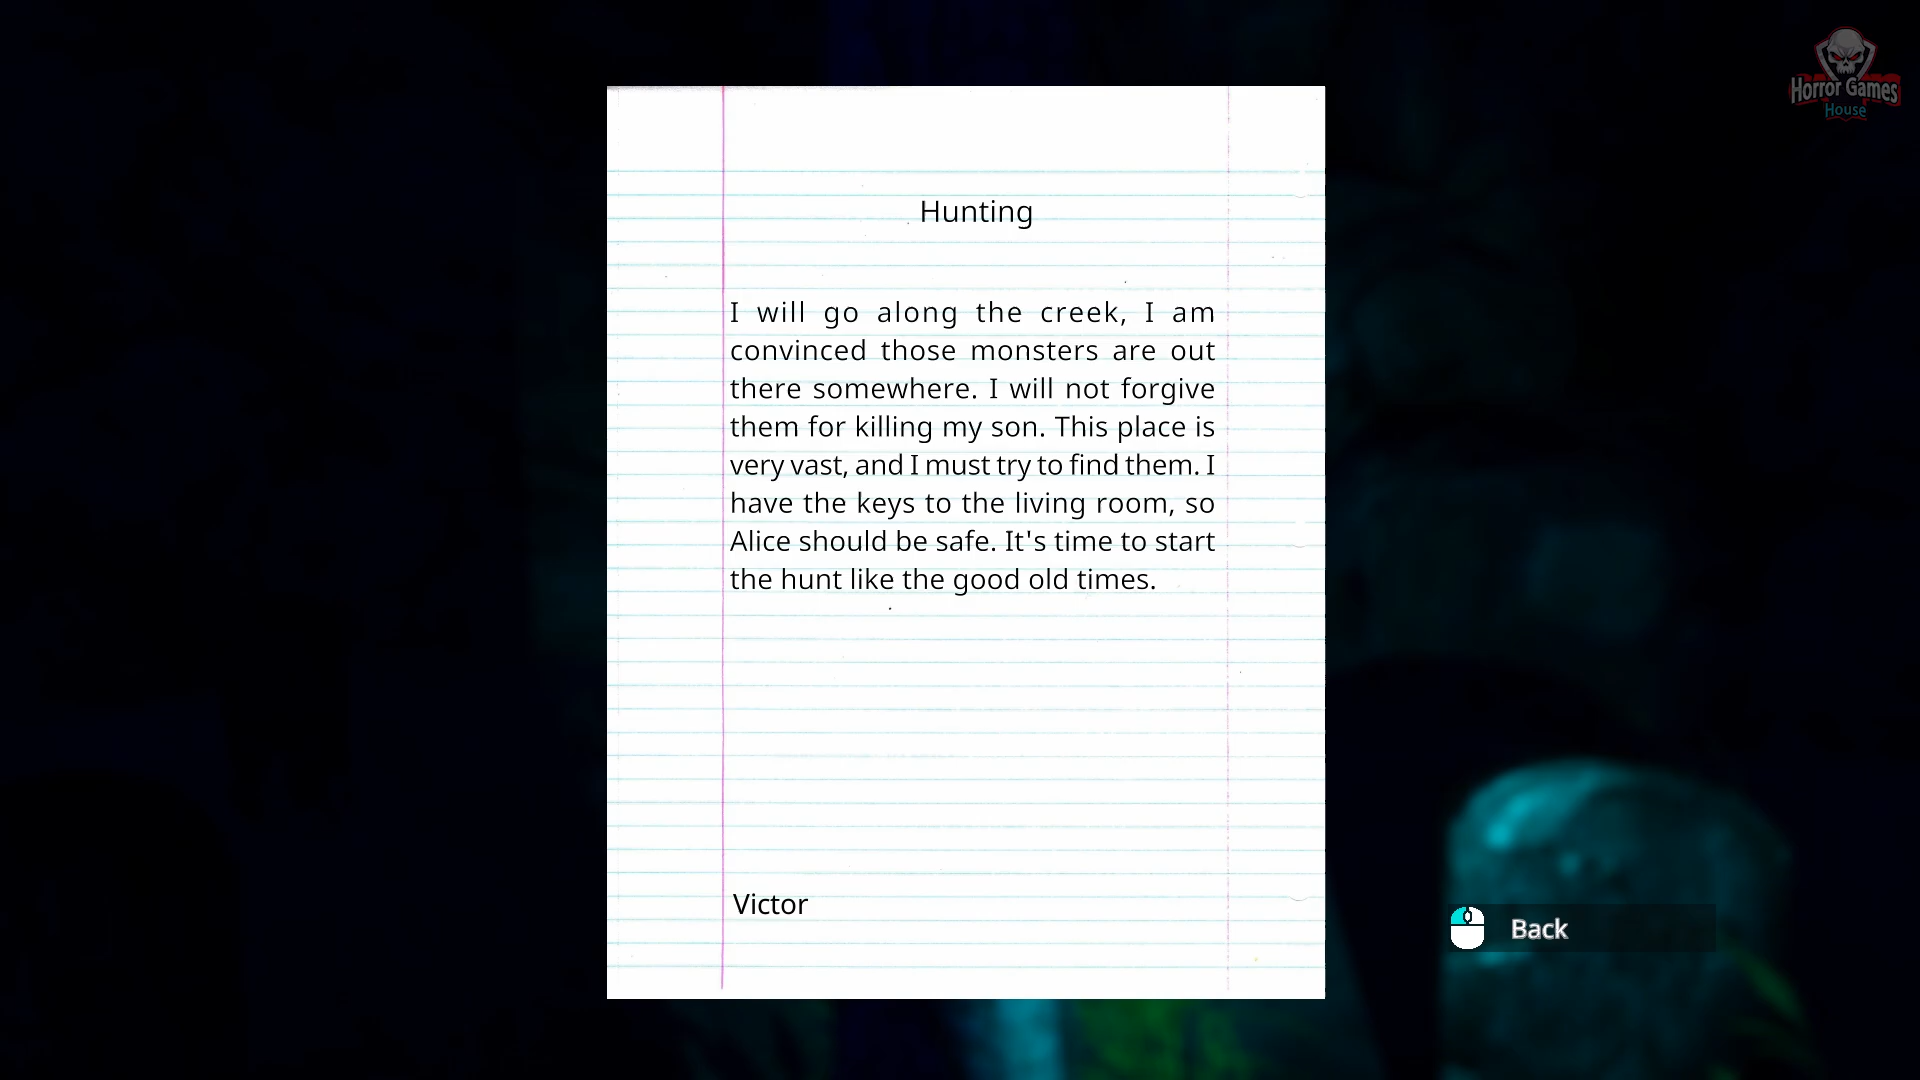 Horror Games
House
Hunting
I will go along the creek, I am
convinced those monsters are out
there somewhere. I will not forgive
them for killing my son. This place is
very vast, and I must try to find them. I
have the keys to the living room, so
Alice should be safe. It's time to start
the hunt like the good old times.
Victor
Back